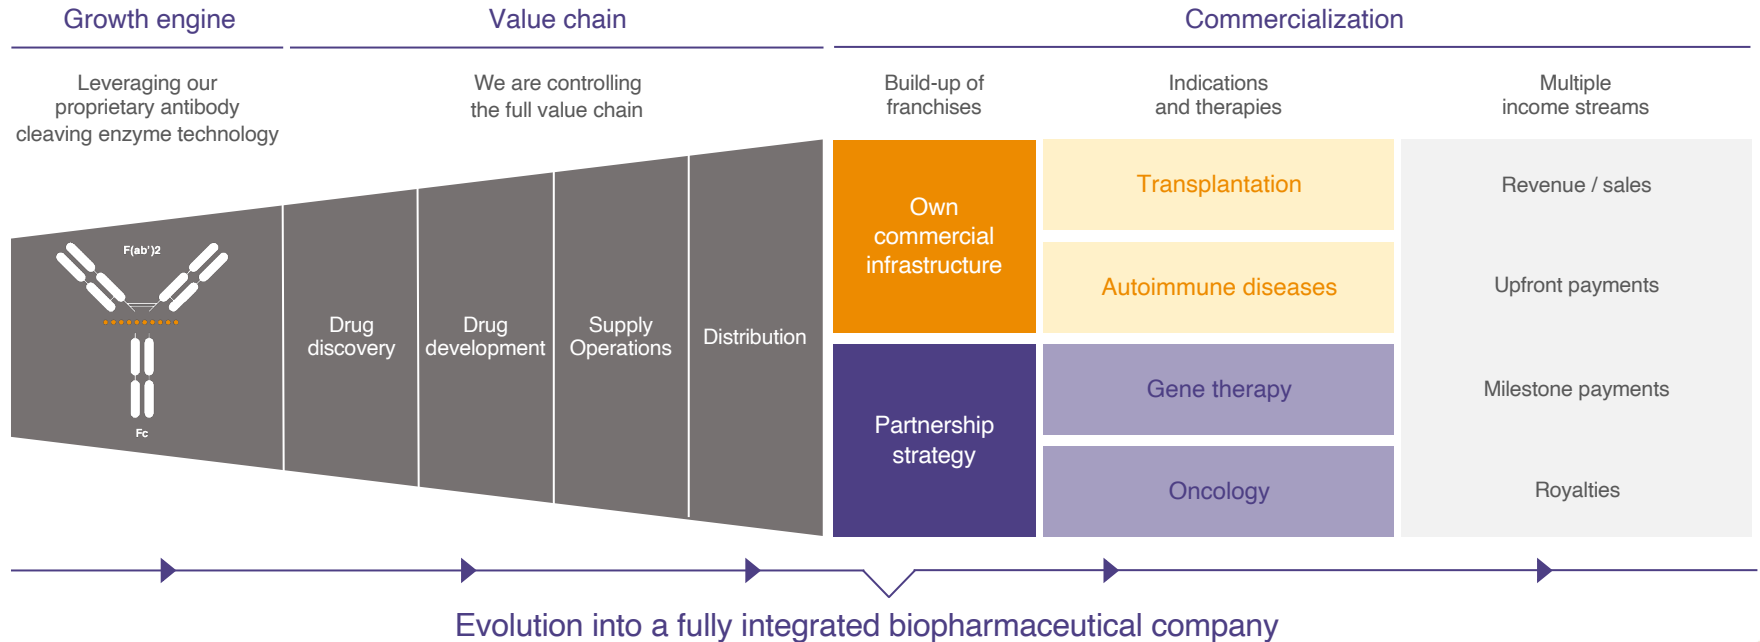 Growth engine
Value chain
Commercialization
Leveraging our
proprietary antibody
cleaving enzyme technology
We are controlling
the full value chain
Build-up of
franchises
Indications
and therapies
Multiple
income streams
F(ab')2
Fc
Drug
discovery
Drug
development
Supply
Operations
Distribution
Own
commercial
infrastructure
Partnership
strategy
Transplantation
Autoimmune diseases
Gene therapy
Oncology
Revenue / sales
Upfront payments
Milestone payments
Royalties
Evolution into a fully integrated biopharmaceutical company